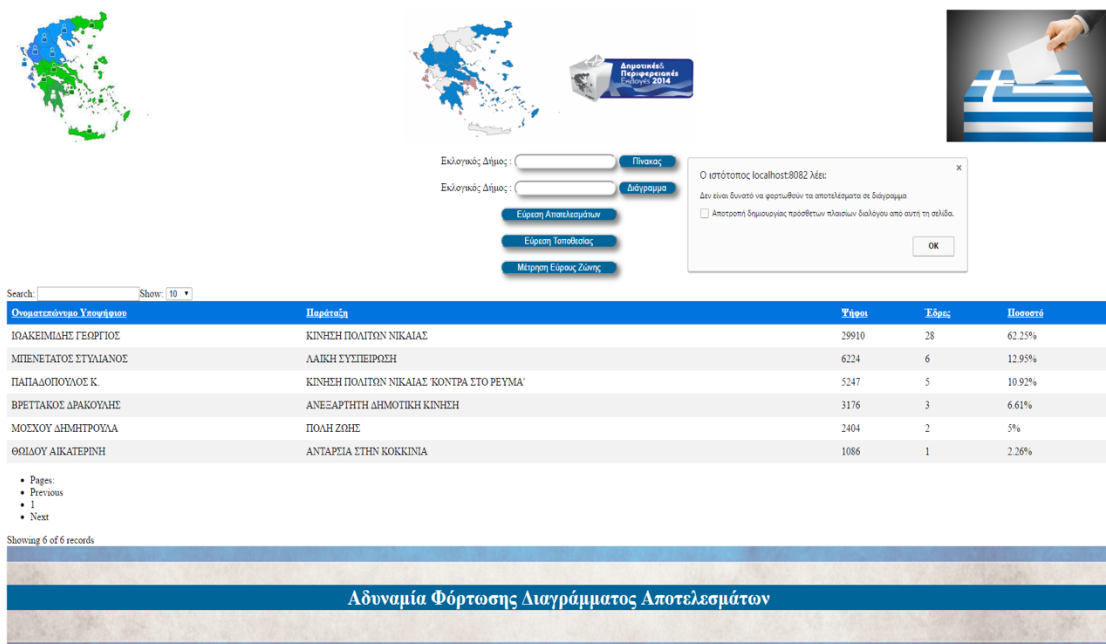 Δημοτικές&
Περιφερειακές
Εκλογές 2014
Εκλογικός Δήμος :
Πίνακας
Εκλογικός Δήμος :
Διάγραμμα
Εύρεση Αποτελεσμάτων
Εύρεση Τοποθεσίας
Μέτρηση Εύρους Ζώνης
Ο ιστότοπος localhost:8082 λέει:
x
Δεν είναι δυνατό να φορτωθούν τα αποτελέσματα σε διάγραμμα
Αποτροπή δημιουργίας πρόσθετων πλαισίων διαλόγου από αυτή τη σελίδα.
OK
Search: Show: 10
Ονοματεπώνυμο Υποψήφιου Παράταξη Ψήφοι Έδρες Ποσοστό
ΙΩΑΚΕΙΜΙΔΗΣ ΓΕΩΡΓΙΟΣ ΚΙΝΗΣΗ ΠΟΛΙΤΩΝ ΝΙΚΑΙΑΣ 29910 28 62.25%
ΜΠΕΝΕΤΑΤΟΣ ΣΤΥΛΙΑΝΟΣ ΛΑΙΚΗ ΣΥΣΠΕΙΡΩΣΗ 6224 6 12.95%
ΠΑΠΑΔΟΠΟΥΛΟΣ Κ. ΚΙΝΗΣΗ ΠΟΛΙΤΩΝ ΝΙΚΑΙΑΣ 'ΚΟΝΤΡΑ ΣΤΟ ΡΕΥΜΑ' 5247 5 10.92%
ΒΡΕΤΤΑΚΟΣ ΔΡΑΚΟΥΛΗΣ ΑΝΕΞΑΡΤΗΤΗ ΔΗΜΟΤΙΚΗ ΚΙΝΗΣΗ 3176 3 6.61%
ΜΟΣΧΟΥ ΔΗΜΗΤΡΟΥΛΑ ΠΟΛΗ ΖΩΗΣ 2404 2 5%
ΘΩΙΔΟΥ ΑΙΚΑΤΕΡΙΝΗ ΑΝΤΑΡΣΙΑ ΣΤΗΝ ΚΟΚΚΙΝΙΑ 1086 1 2.26%
Pages:
Previous
1
Next
Showing 6 of 6 records
Αδυναμία Φόρτωσης Διαγράμματος Αποτελεσμάτων